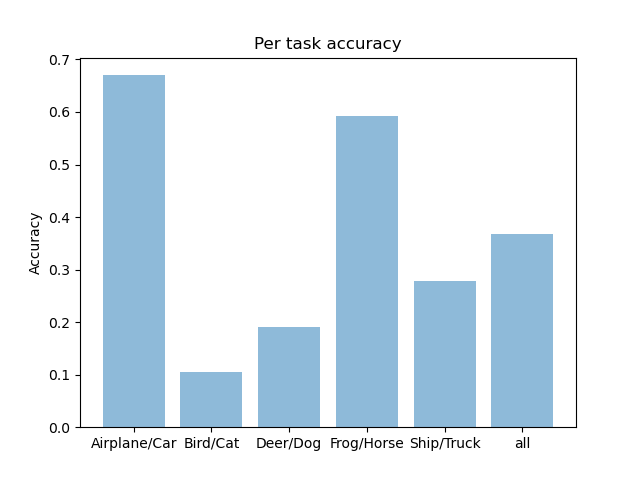 Per task accuracy
Accuracy
0.7
0.6
0.5
0.4
0.3
0.2
0.1
0.0
Airplane/Car Bird/Cat Deer/Dog Frog/Horse Ship/Truck all